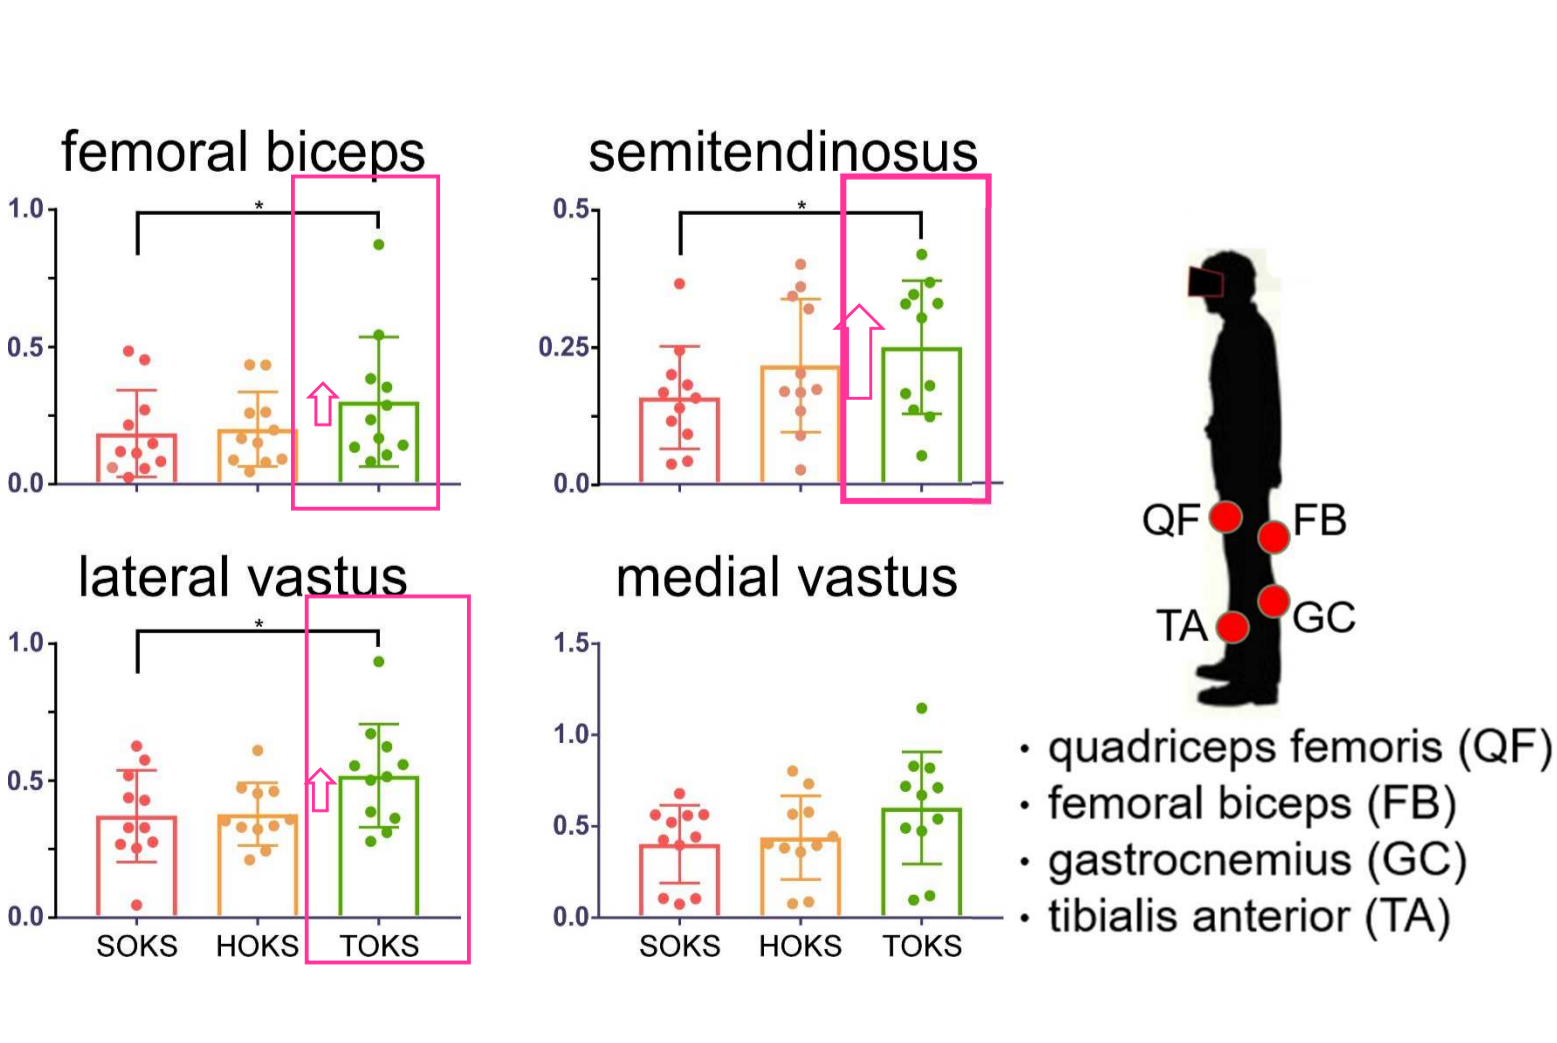 femoral biceps
1.0
0.5
0.0
*
semitendinosus
0.5
0.25
0.0
*
lateral vastus
1.0
0.5
0.0
*
SOKS HOKS TOKS
medial vastus
1.5
1.0
0.5
0.0
SOKS HOKS TOKS
QF FB
TA GC
• quadriceps femoris (QF)
• femoral biceps (FB)
• gastrocnemius (GC)
• tibialis anterior (TA)